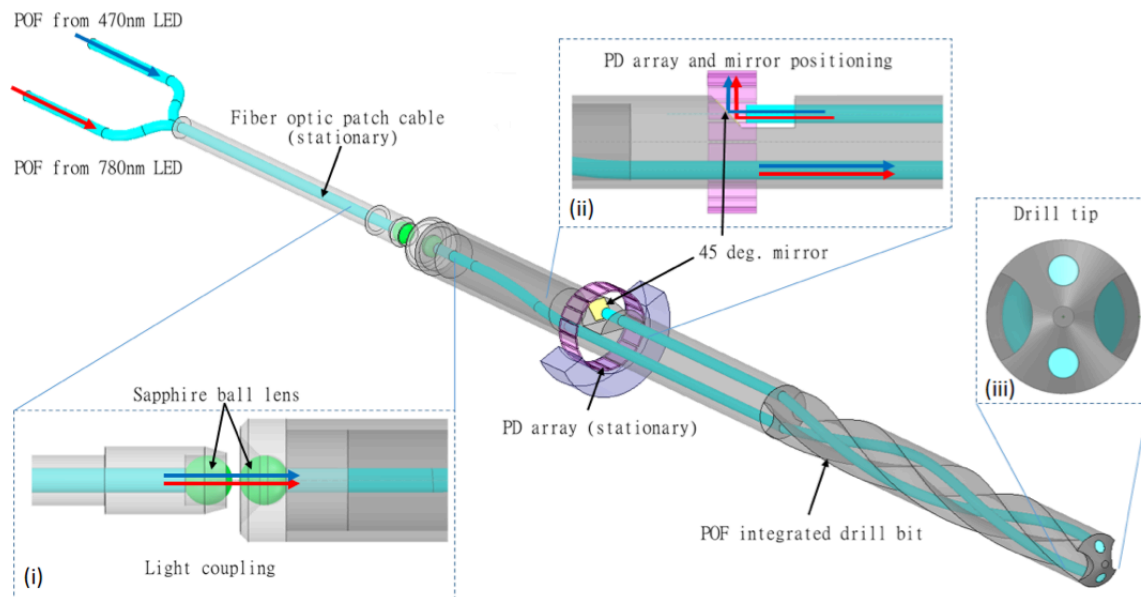 POF from 470nm LED
POF from 780nm LED
Fiber optic patch cable
(stationary)
PD array and mirror positioning
(ii)
45 deg. mirror
Drill tip
(iii)
Sapphire ball lens
Light coupling
(i)
PD array (stationary)
POF integrated drill bit